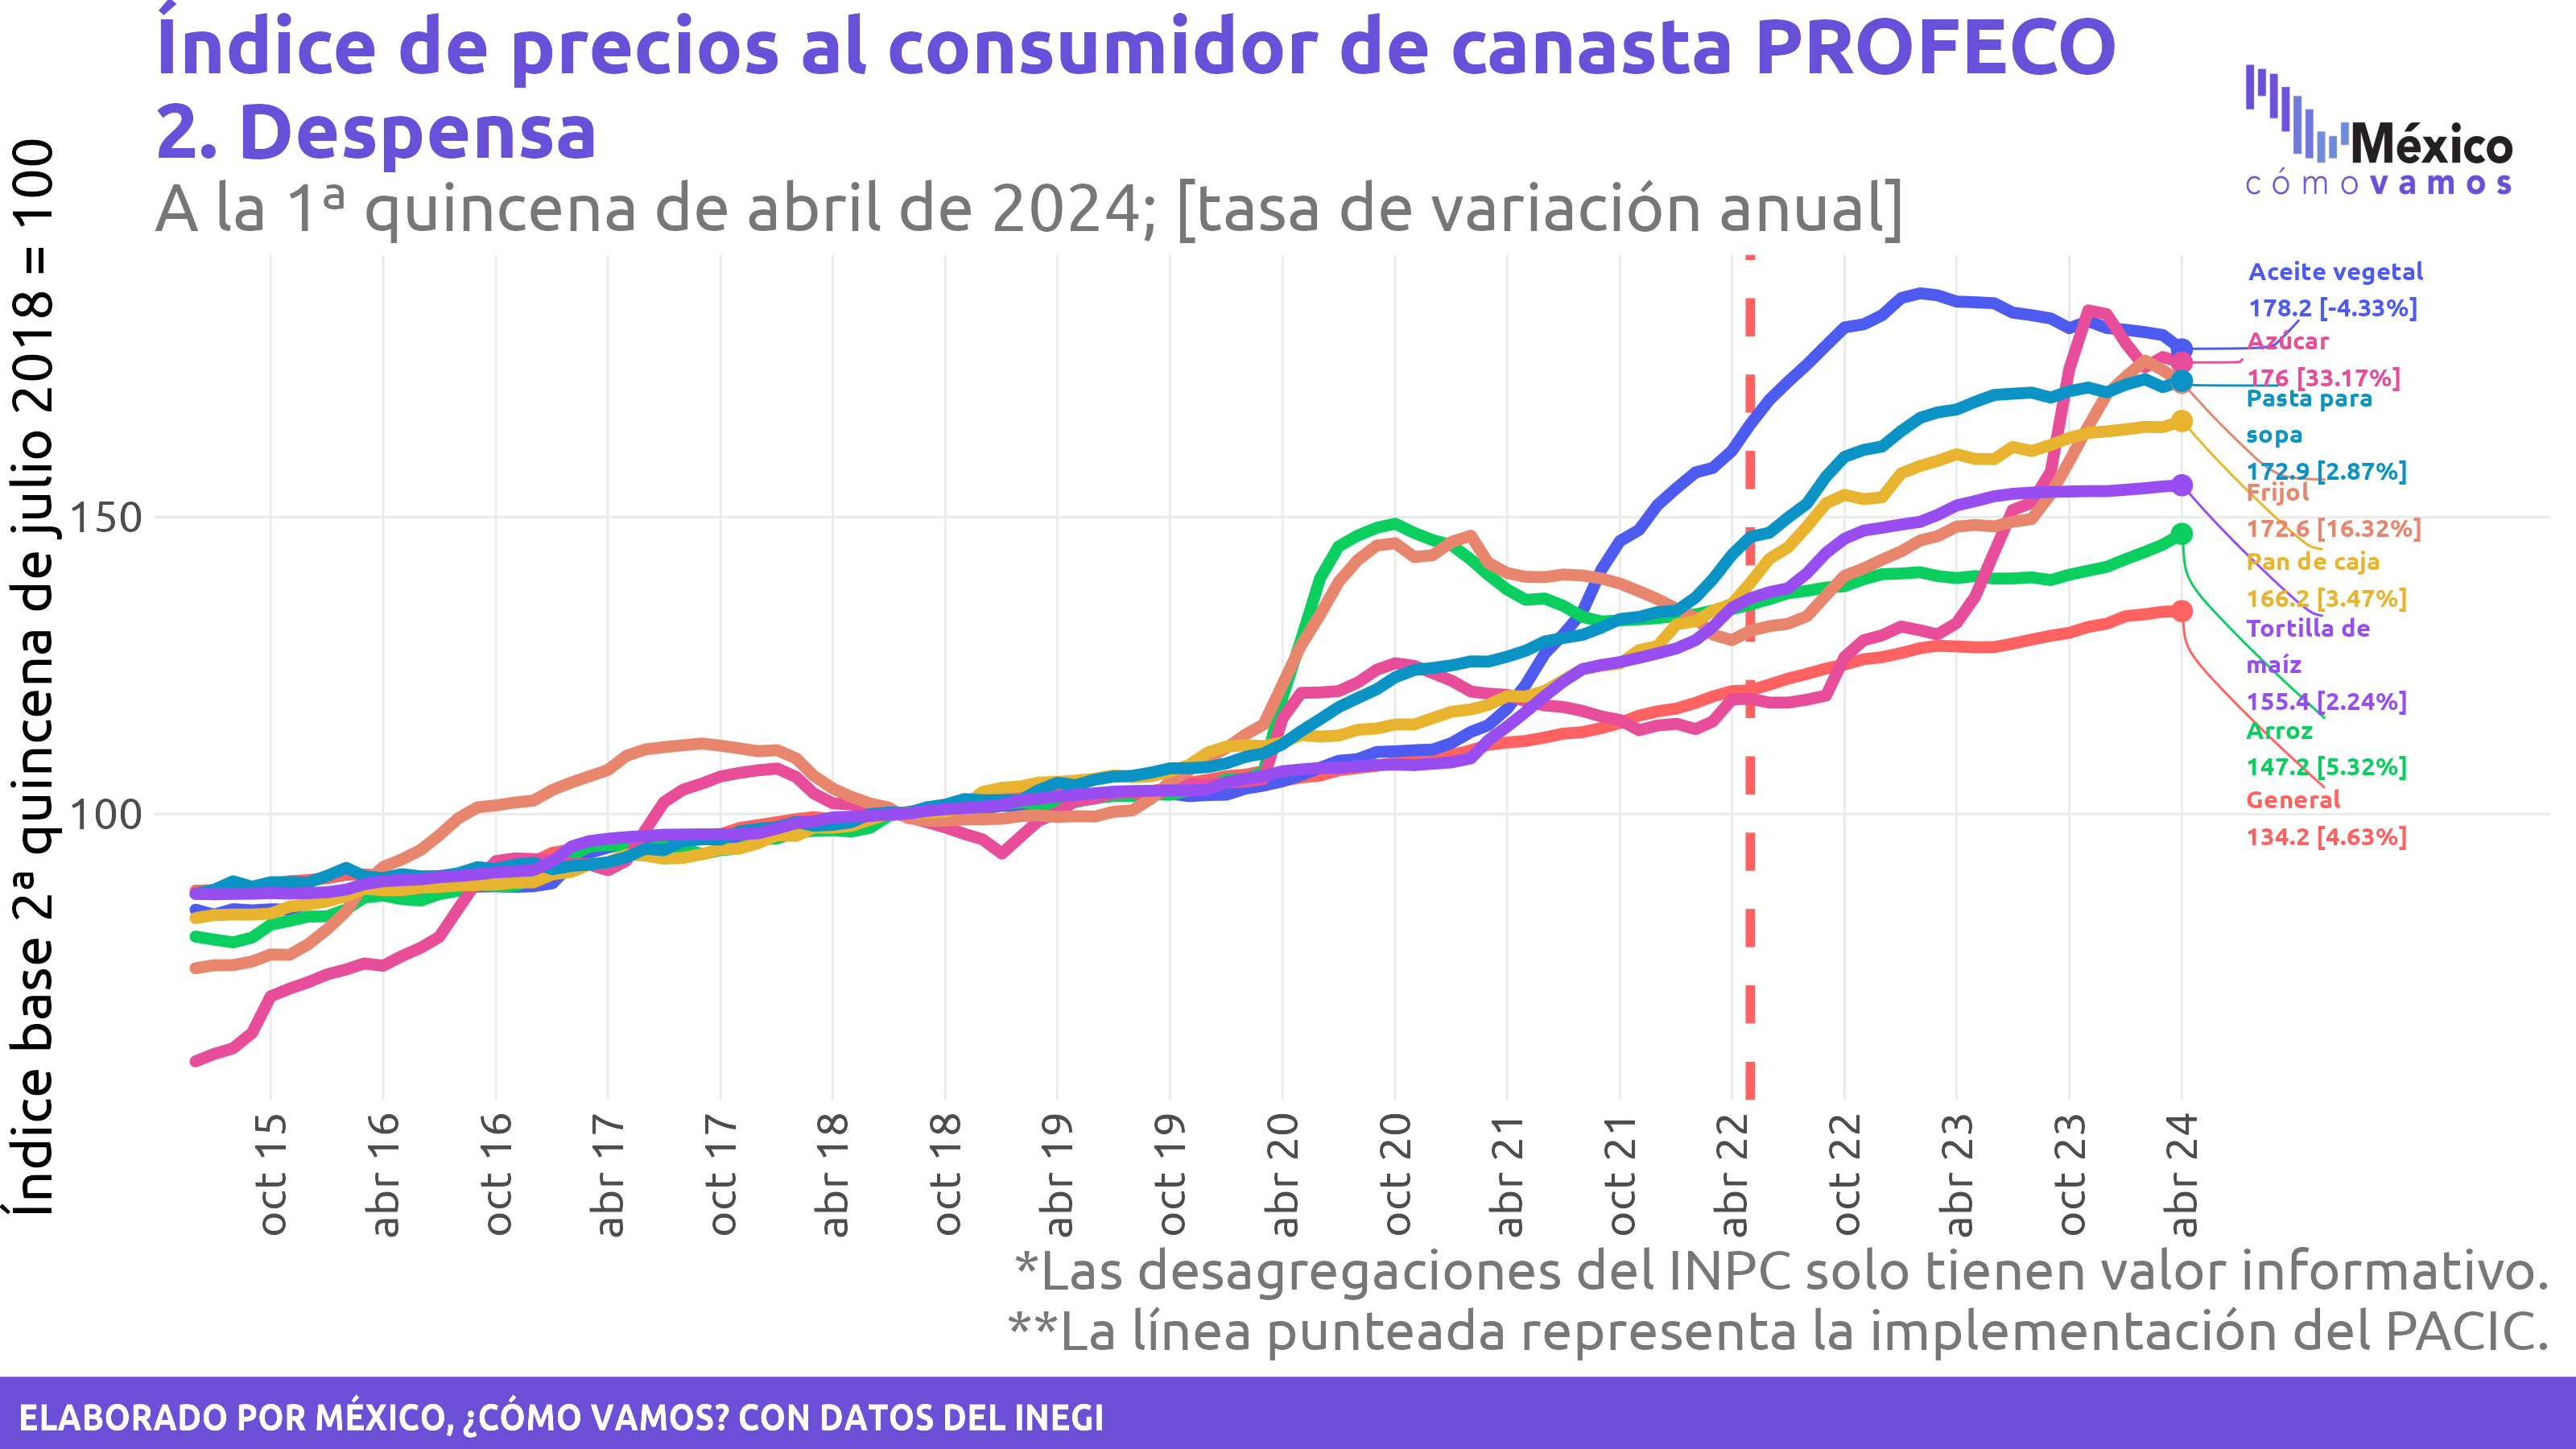 Índice de precios al consumidor de canasta PROFECO
2. Despensa
A la 1ª quincena de abril de 2024; [tasa de variación anual]
México
cómo vamos
Índice base 2ª quincena de julio 2018 = 100
150
100
Aceite vegetal
178.2 [-4.33%]
Azúcar
176 [33.17%]
Pasta para
sopa
172.9 [2.87%]
Frijol
172.6 [16.32%]
Pan de caja
166.2 [3.47%]
Tortilla de
maíz
155.4 [2.24%]
Arroz
147.2 [5.32%]
General
134.2 [4.63%]
oct 15
abr 16
oct 16
abr 17
oct 17
abr 18
oct 18
abr 19
oct 19
abr 20
oct 20
abr 21
oct 21
abr 22
oct 22
abr 23
oct 23
abr 24
*Las desagregaciones del INPC solo tienen valor informativo.
**La línea punteada representa la implementación del PACIC.
ELABORADO POR MÉXICO, ¿CÓMO VAMOS? CON DATOS DEL INEGI